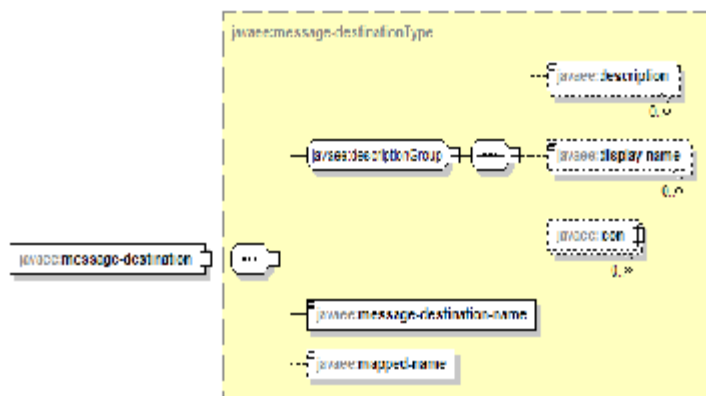 javaee:message-destinationType
javaee:description
0..∞
javaee:descriptionGroup
javaee:display-name
0..∞
javaee:icon
0..∞
javaee:message-destination
javaee:message-destination-name
javaee:mapped-name